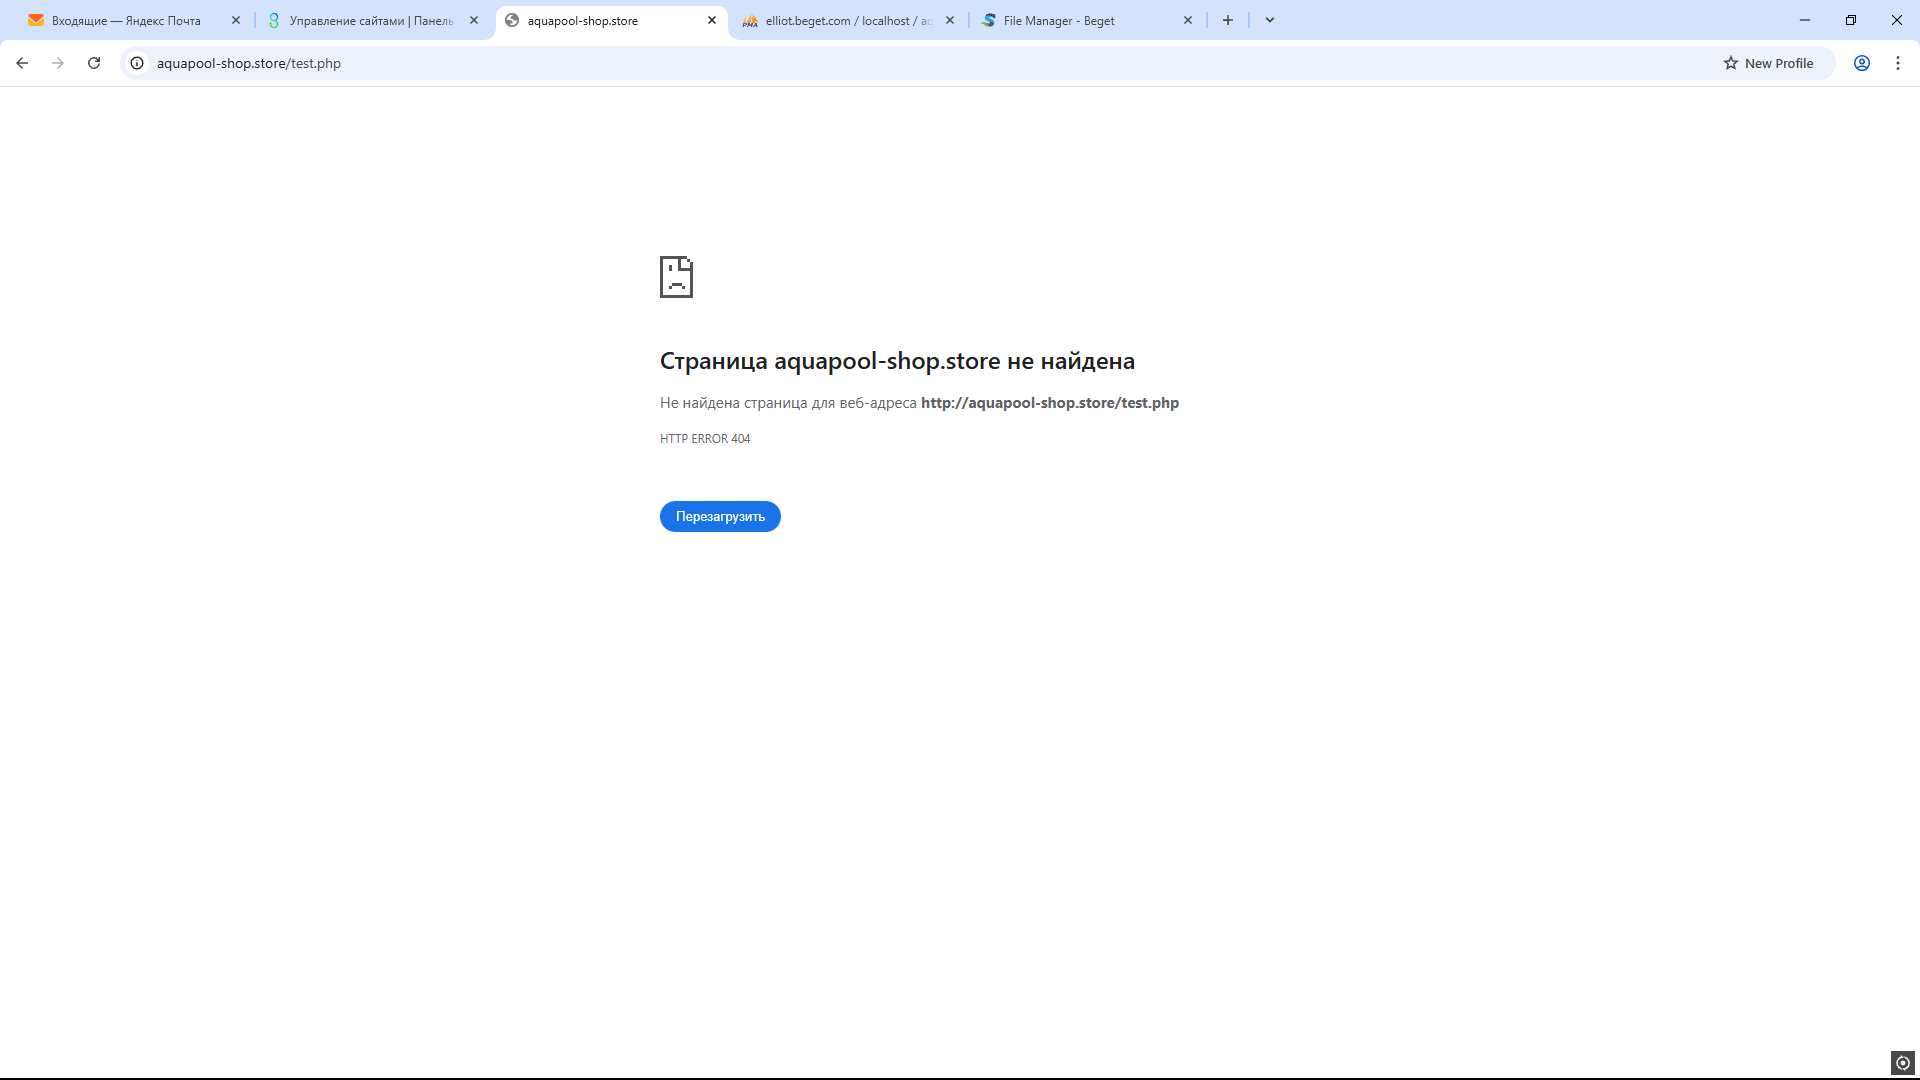 Входящие — Яндекс Почта
Управление сайтами | Панель
aquapool-shop.store
elliot.beget.com / localhost / aq
File Manager - Beget
aquapool-shop.store/test.php
New Profile
Страница aquapool-shop.store не найдена
Не найдена страница для веб-адреса http://aquapool-shop.store/test.php
HTTP ERROR 404
Перезагрузить